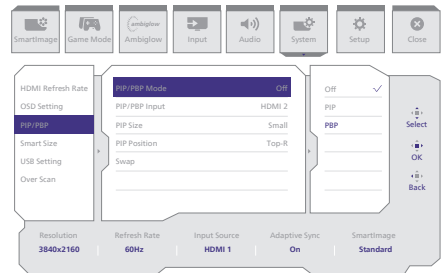 SmartImage
Game Mode
ambiglow
Ambiglow
Input
Audio
System
Setup
Close
HDMI Refresh Rate
OSD Setting
PIP/PBP
Smart Size
USB Setting
Over Scan
PIP/PBP Mode Off
PIP/PBP Input HDMI 2
PIP Size Small
PIP Position Top-R
Swap
Off
PIP
PBP
Select
OK
Back
Resolution Refresh Rate Input Source Adaptive Sync SmartImage
3840x2160 60Hz HDMI 1 On Standard